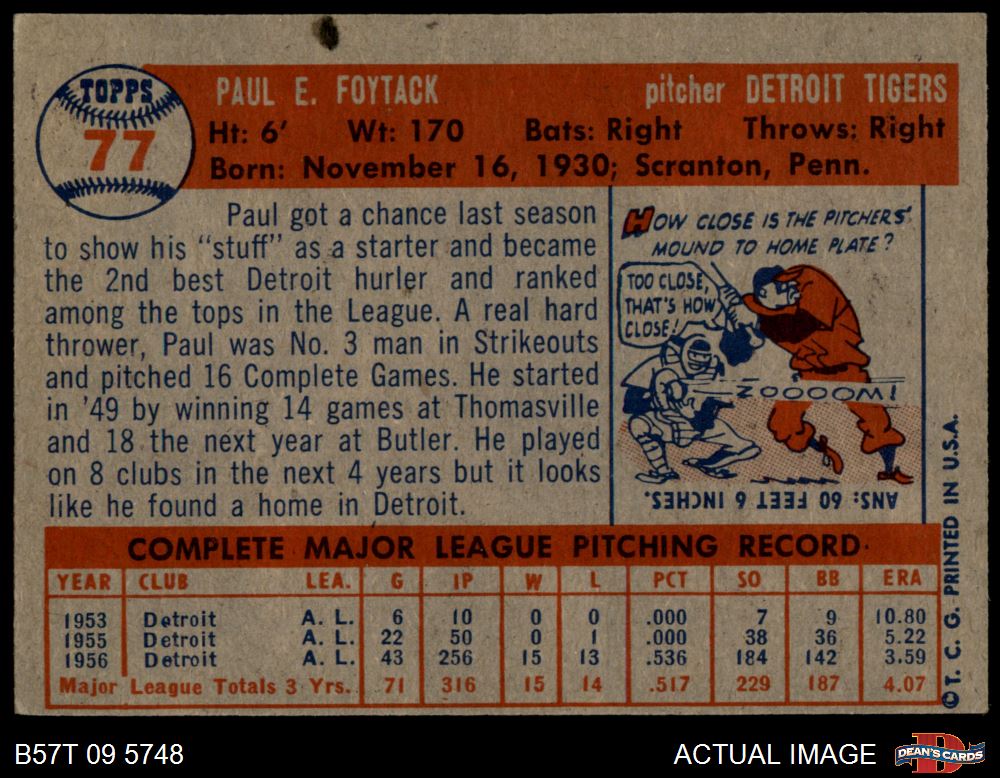 TOPPS
77
PAUL E. FOYTACK pitcher DETROIT TIGERS
Ht: 6' Wt: 170 Bats: Right Throws: Right
Born: November 16, 1930; Scranton, Penn.
Paul got a chance last season
to show his "stuff" as a starter and became
the 2nd best Detroit hurler and ranked
among the tops in the League. A real hard
thrower, Paul was No. 3 man in Strikeouts
and pitched 16 Complete Games. He started
in '49 by winning 14 games at Thomasville
and 18 the next year at Butler. He played
on 8 clubs in the next 4 years but it looks
like he found a home in Detroit.
HOW CLOSE IS THE PITCHERS'
MOUND TO HOME PLATE?
TOO CLOSE,
THAT'S HOW
CLOSE!
ZOOOOM!
ANS: 60 FEET 6 INCHES.
COMPLETE MAJOR LEAGUE PITCHING RECORD
YEAR CLUB LEA. G IP W L PCT SO BB ERA
1953 Detroit A. L. 6 10 0 0 .000 7 9 10.80
1955 Detroit A. L. 22 50 0 1 .000 38 36 5.22
1956 Detroit A. L. 43 256 15 13 .536 184 142 3.59
Major League Totals 3 Yrs. 71 316 15 14 .517 229 187 4.07
© T. C. G. PRINTED IN U.S.A.
B57T 09 5748 ACTUAL IMAGE
DEAN'S CARDS